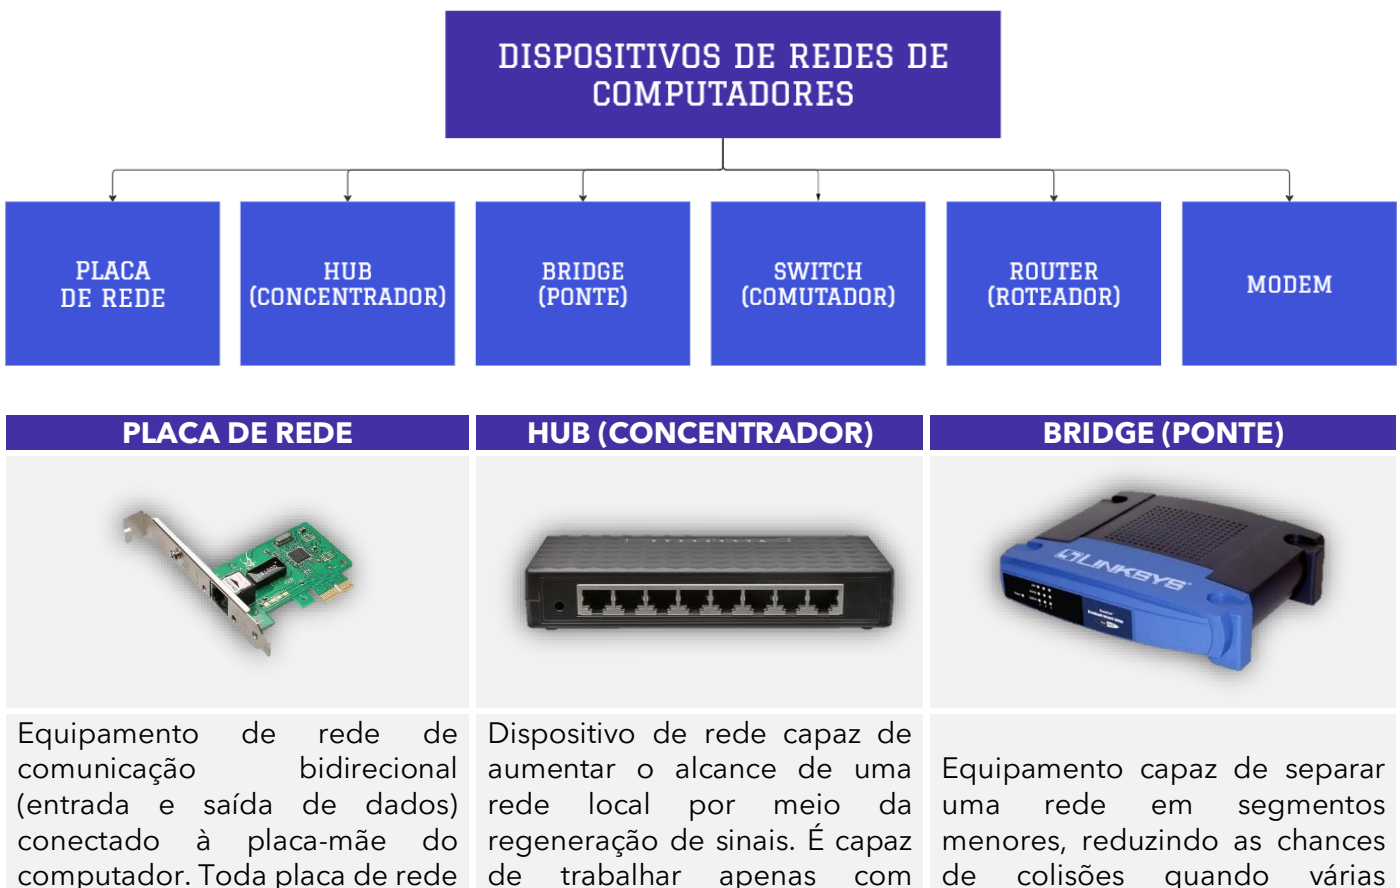 DISPOSITIVOS DE REDES DE
COMPUTADORES
PLACA
DE REDE
HUB
(CONCENTRADOR)
BRIDGE
(PONTE)
SWITCH
(COMUTADOR)
ROUTER
(ROTEADOR)
MODEM
PLACA DE REDE
HUB (CONCENTRADOR)
BRIDGE (PONTE)
LINKSYS
Equipamento de rede de
comunicação bidirecional
(entrada e saída de dados)
conectado à placa-mãe do
computador. Toda placa de rede
Dispositivo de rede capaz de
aumentar o alcance de uma
rede local por meio da
regeneração de sinais. É capaz
de trabalhar apenas com
Equipamento capaz de separar
uma rede em segmentos
menores, reduzindo as chances
de colisões quando várias